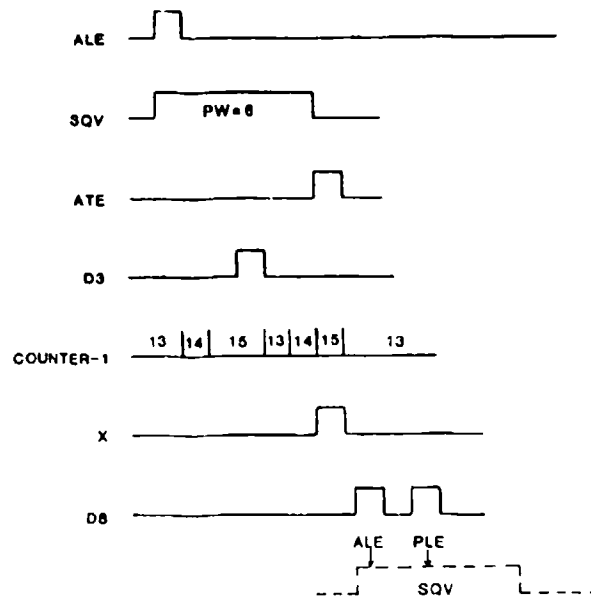 ALE
SQV
PW=6
ATE
D3
COUNTER-1
13 14 15 13 14 15 13
X
D8
ALE PLE
SQV